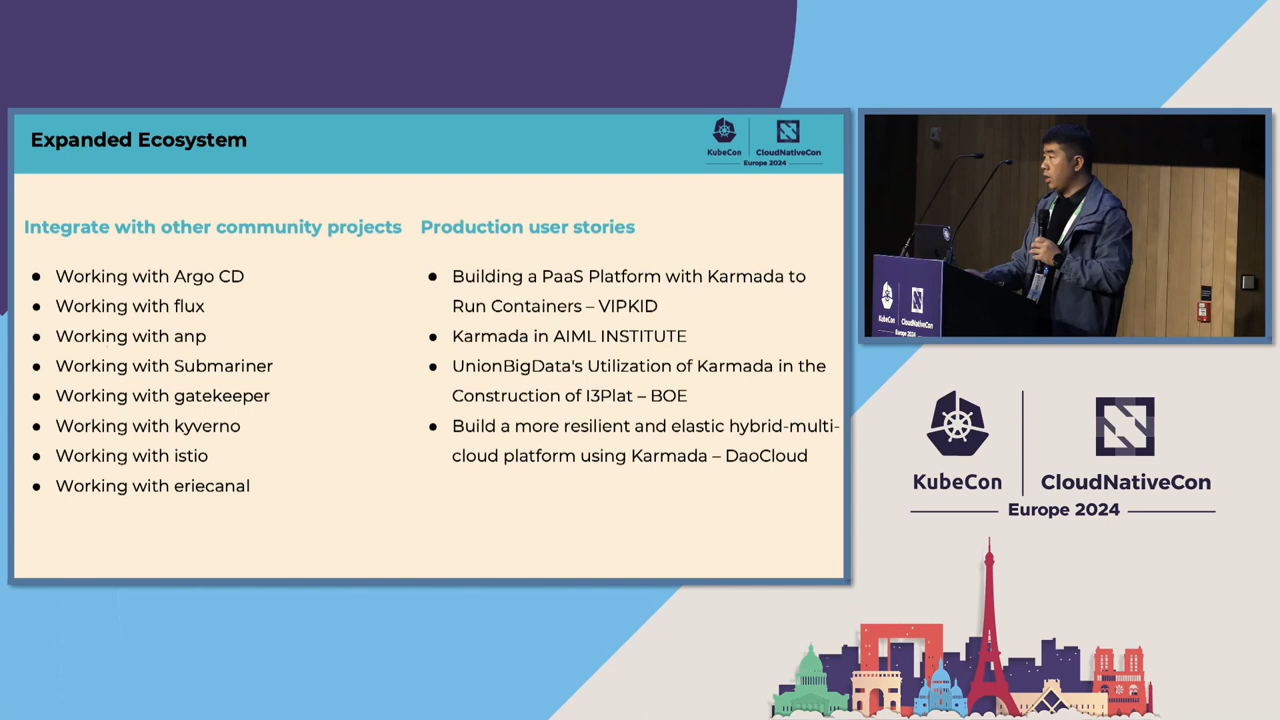 Expanded Ecosystem
KubeCon
CloudNativeCon
Europe 2024
Integrate with other community projects
● Working with Argo CD
● Working with flux
● Working with anp
● Working with Submariner
● Working with gatekeeper
● Working with kyverno
● Working with istio
● Working with eriecanal
Production user stories
● Building a PaaS Platform with Karmada to
Run Containers – VIPKID
● Karmada in AIML INSTITUTE
● UnionBigData's Utilization of Karmada in the
Construction of I3Plat – BOE
● Build a more resilient and elastic hybrid-multi-
cloud platform using Karmada – DaoCloud
KubeCon
CloudNativeCon
Europe 2024
KubeCon
CloudNativeCon
Europe 2024